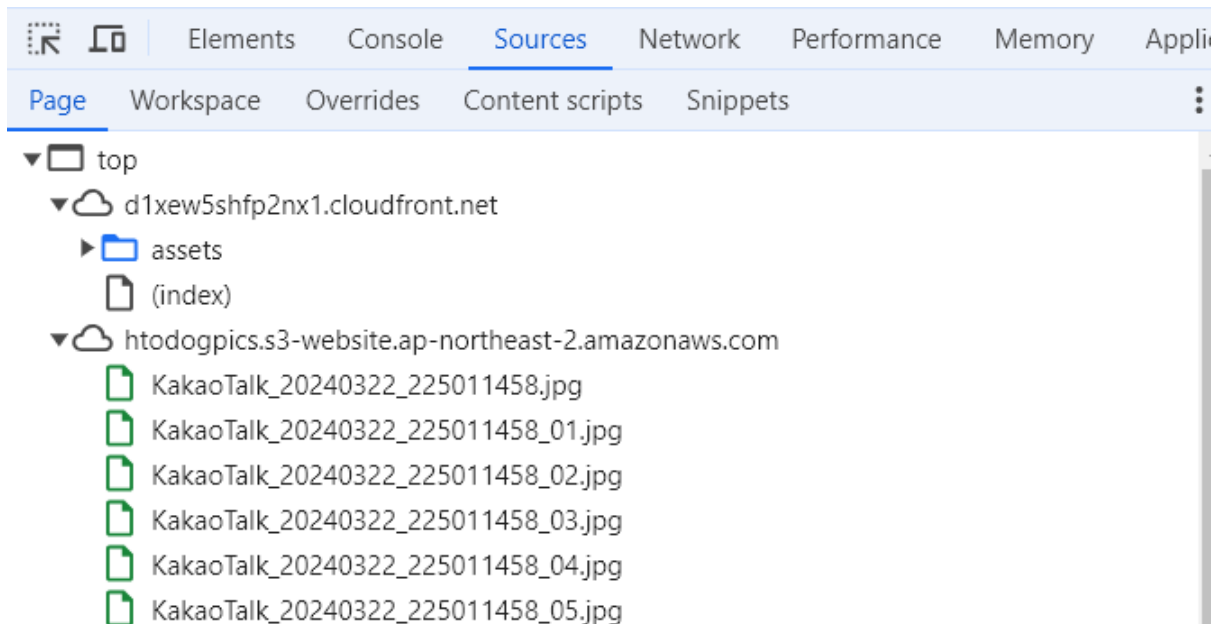 Elements Console Sources Network Performance Memory
Page Workspace Overrides Content scripts Snippets
top
d1xew5shfp2nx1.cloudfront.net
assets
(index)
htodogpics.s3-website.ap-northeast-2.amazonaws.com
KakaoTalk_20240322_225011458.jpg
KakaoTalk_20240322_225011458_01.jpg
KakaoTalk_20240322_225011458_02.jpg
KakaoTalk_20240322_225011458_03.jpg
KakaoTalk_20240322_225011458_04.jpg
KakaoTalk_20240322_225011458_05.jpg